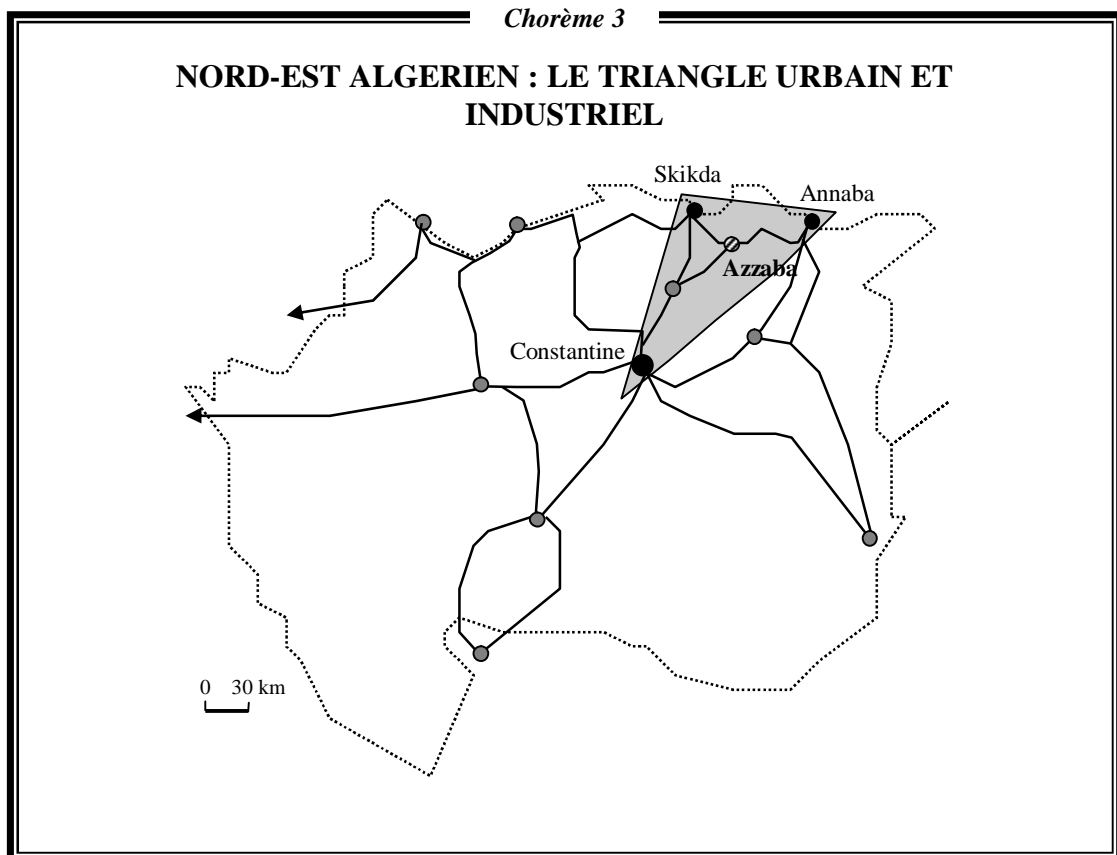 Chorème 3
NORD-EST ALGERIEN : LE TRIANGLE URBAIN ET
INDUSTRIEL
Skikda
Annaba
Azzaba
Constantine
0 30 km